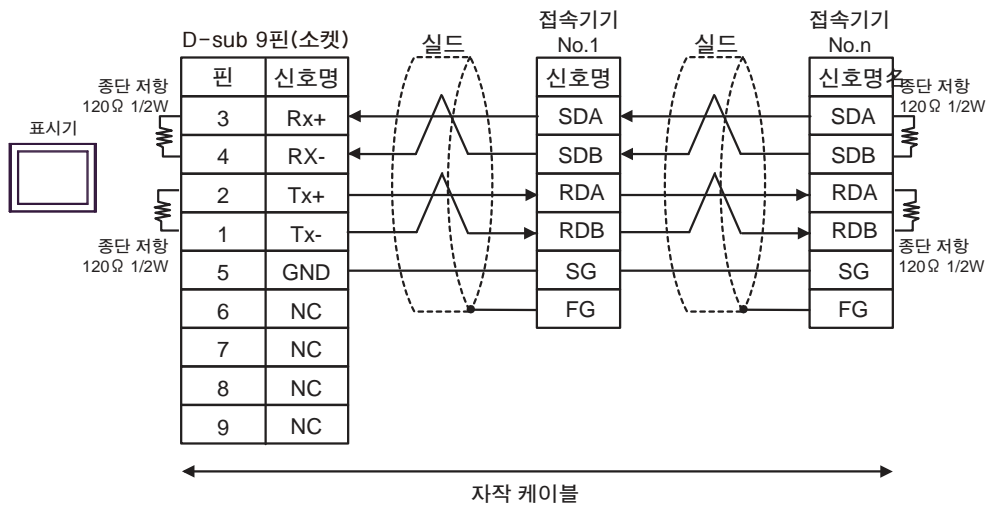 접속기기
No.1
접속기기
No.n
D-sub 9핀(소켓)
실드
실드
핀 신호명
신호명
신호명名
종단 저항
120Ω 1/2W
종단 저항
120Ω 1/2W
표시기
3 Rx+ SDA SDA
4 RX- SDB SDB
2 Tx+ RDA RDA
1 Tx- RDB RDB
종단 저항
120Ω 1/2W
종단 저항
120Ω 1/2W
5 GND SG SG
6 NC FG FG
7 NC
8 NC
9 NC
자작 케이블